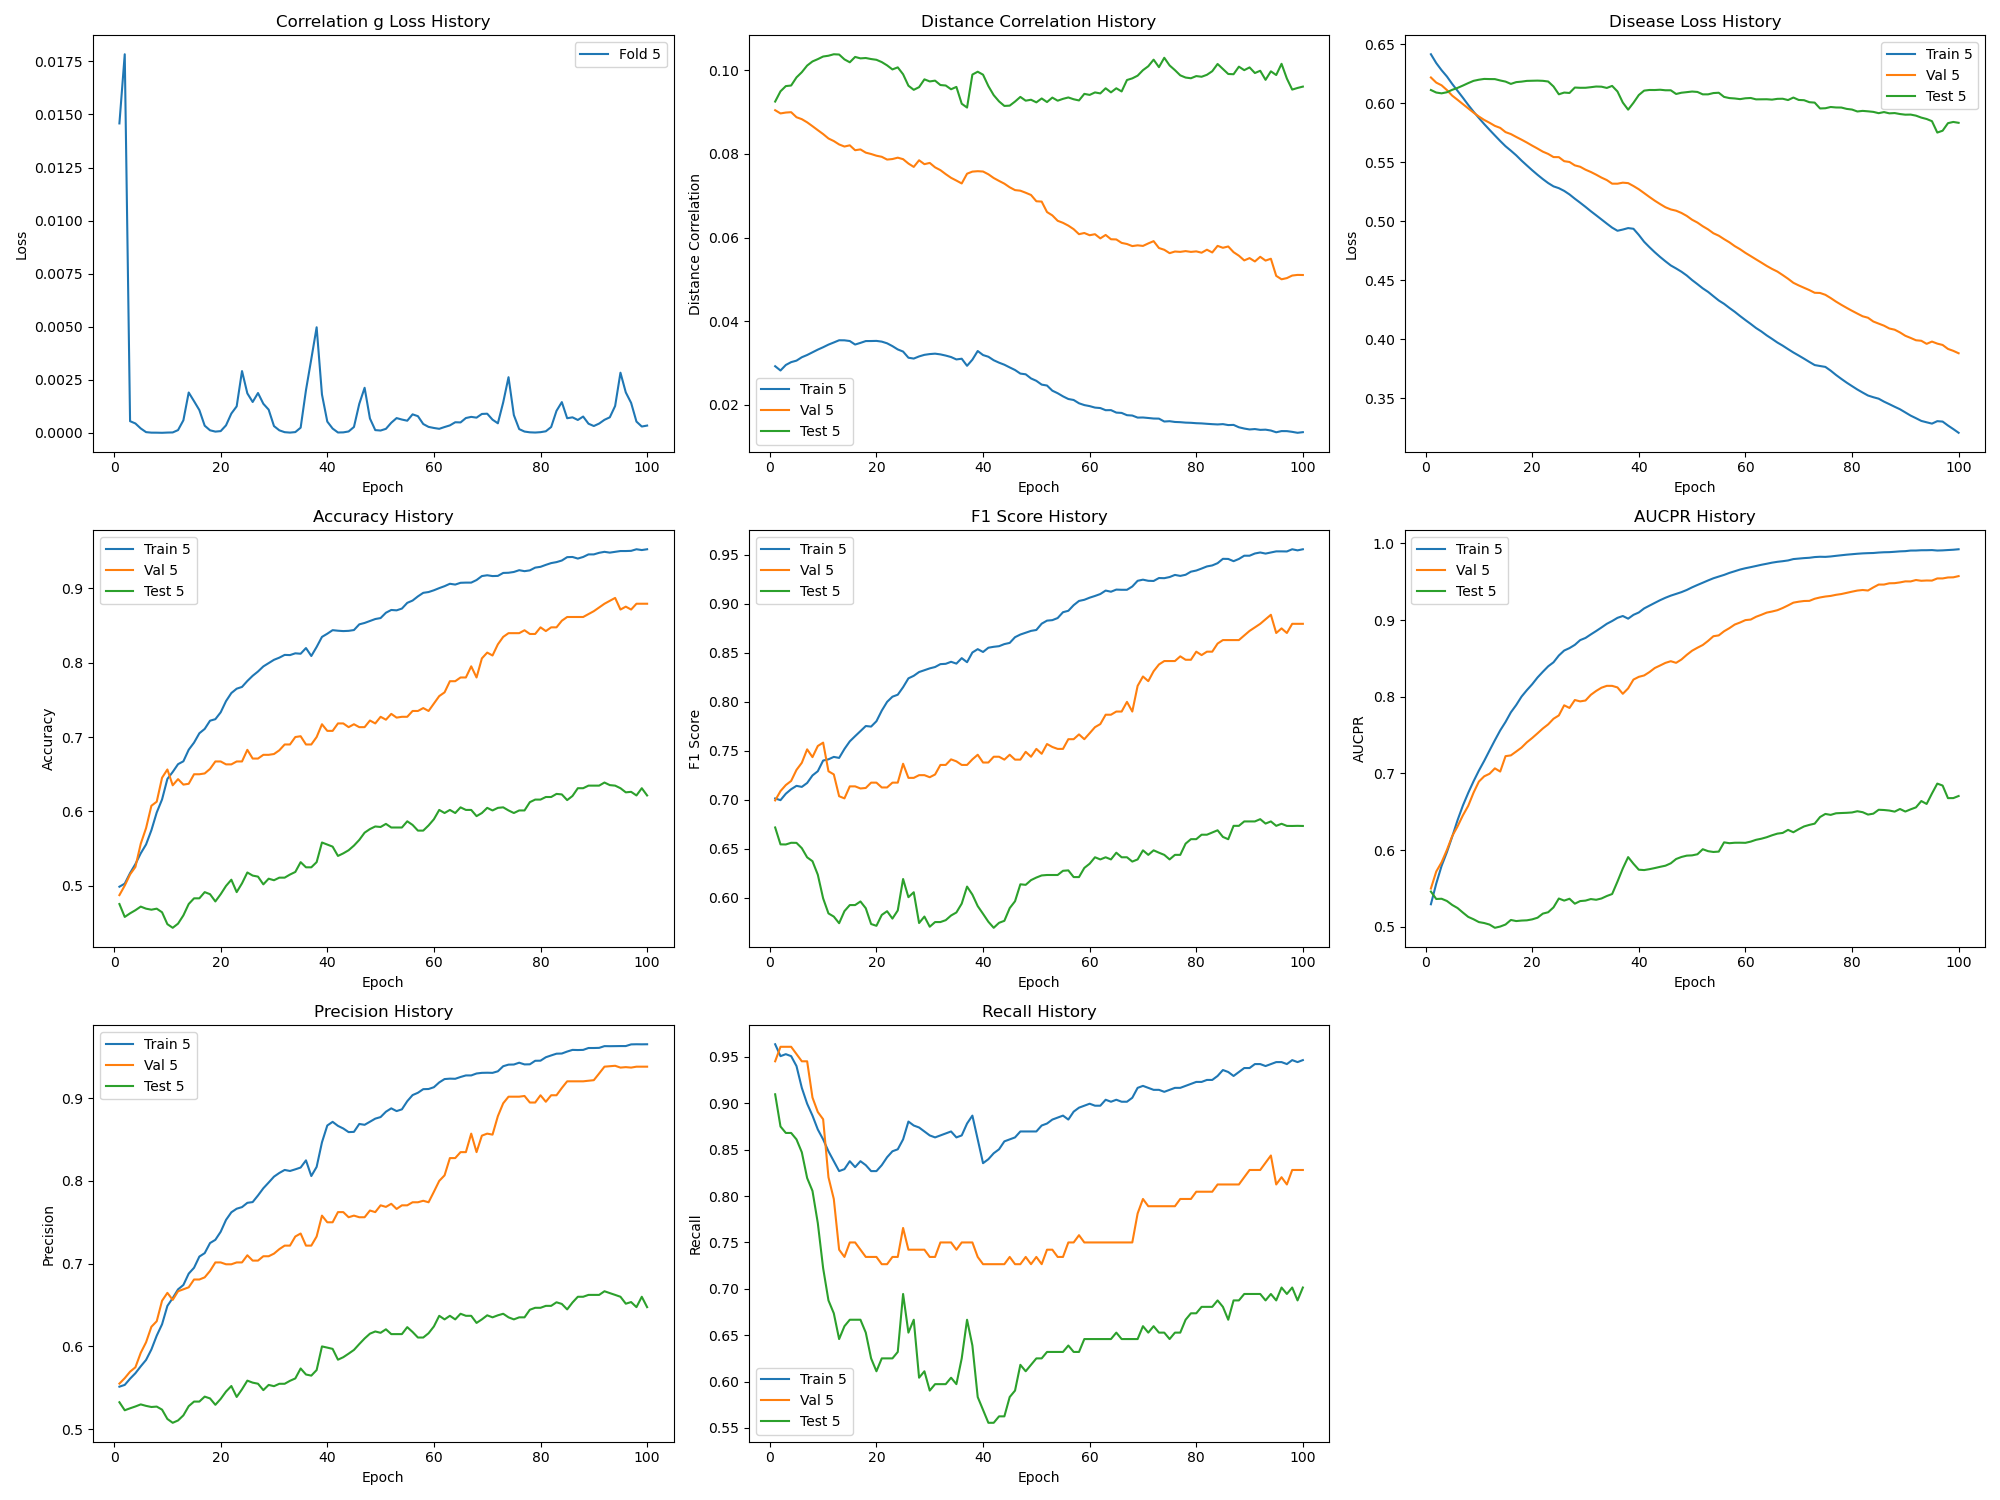 Correlation g Loss History
Loss
0.0175
0.0150
0.0125
0.0100
0.0075
0.0050
0.0025
0.0000
Fold 5
0 20 40 60 80 100
Epoch
Distance Correlation History
Distance Correlation
0.10
0.08
0.06
0.04
0.02
Train 5
Val 5
Test 5
0 20 40 60 80 100
Epoch
Disease Loss History
Loss
0.65
0.60
0.55
0.50
0.45
0.40
0.35
Train 5
Val 5
Test 5
0 20 40 60 80 100
Epoch
Accuracy History
Accuracy
0.9
0.8
0.7
0.6
0.5
Train 5
Val 5
Test 5
0 20 40 60 80 100
Epoch
F1 Score History
F1 Score
0.95
0.90
0.85
0.80
0.75
0.70
0.65
0.60
Train 5
Val 5
Test 5
0 20 40 60 80 100
Epoch
AUCPR History
AUCPR
1.0
0.9
0.8
0.7
0.6
0.5
Train 5
Val 5
Test 5
0 20 40 60 80 100
Epoch
Precision History
Precision
0.9
0.8
0.7
0.6
0.5
Train 5
Val 5
Test 5
0 20 40 60 80 100
Epoch
Recall History
Recall
0.95
0.90
0.85
0.80
0.75
0.70
0.65
0.60
0.55
Train 5
Val 5
Test 5
0 20 40 60 80 100
Epoch